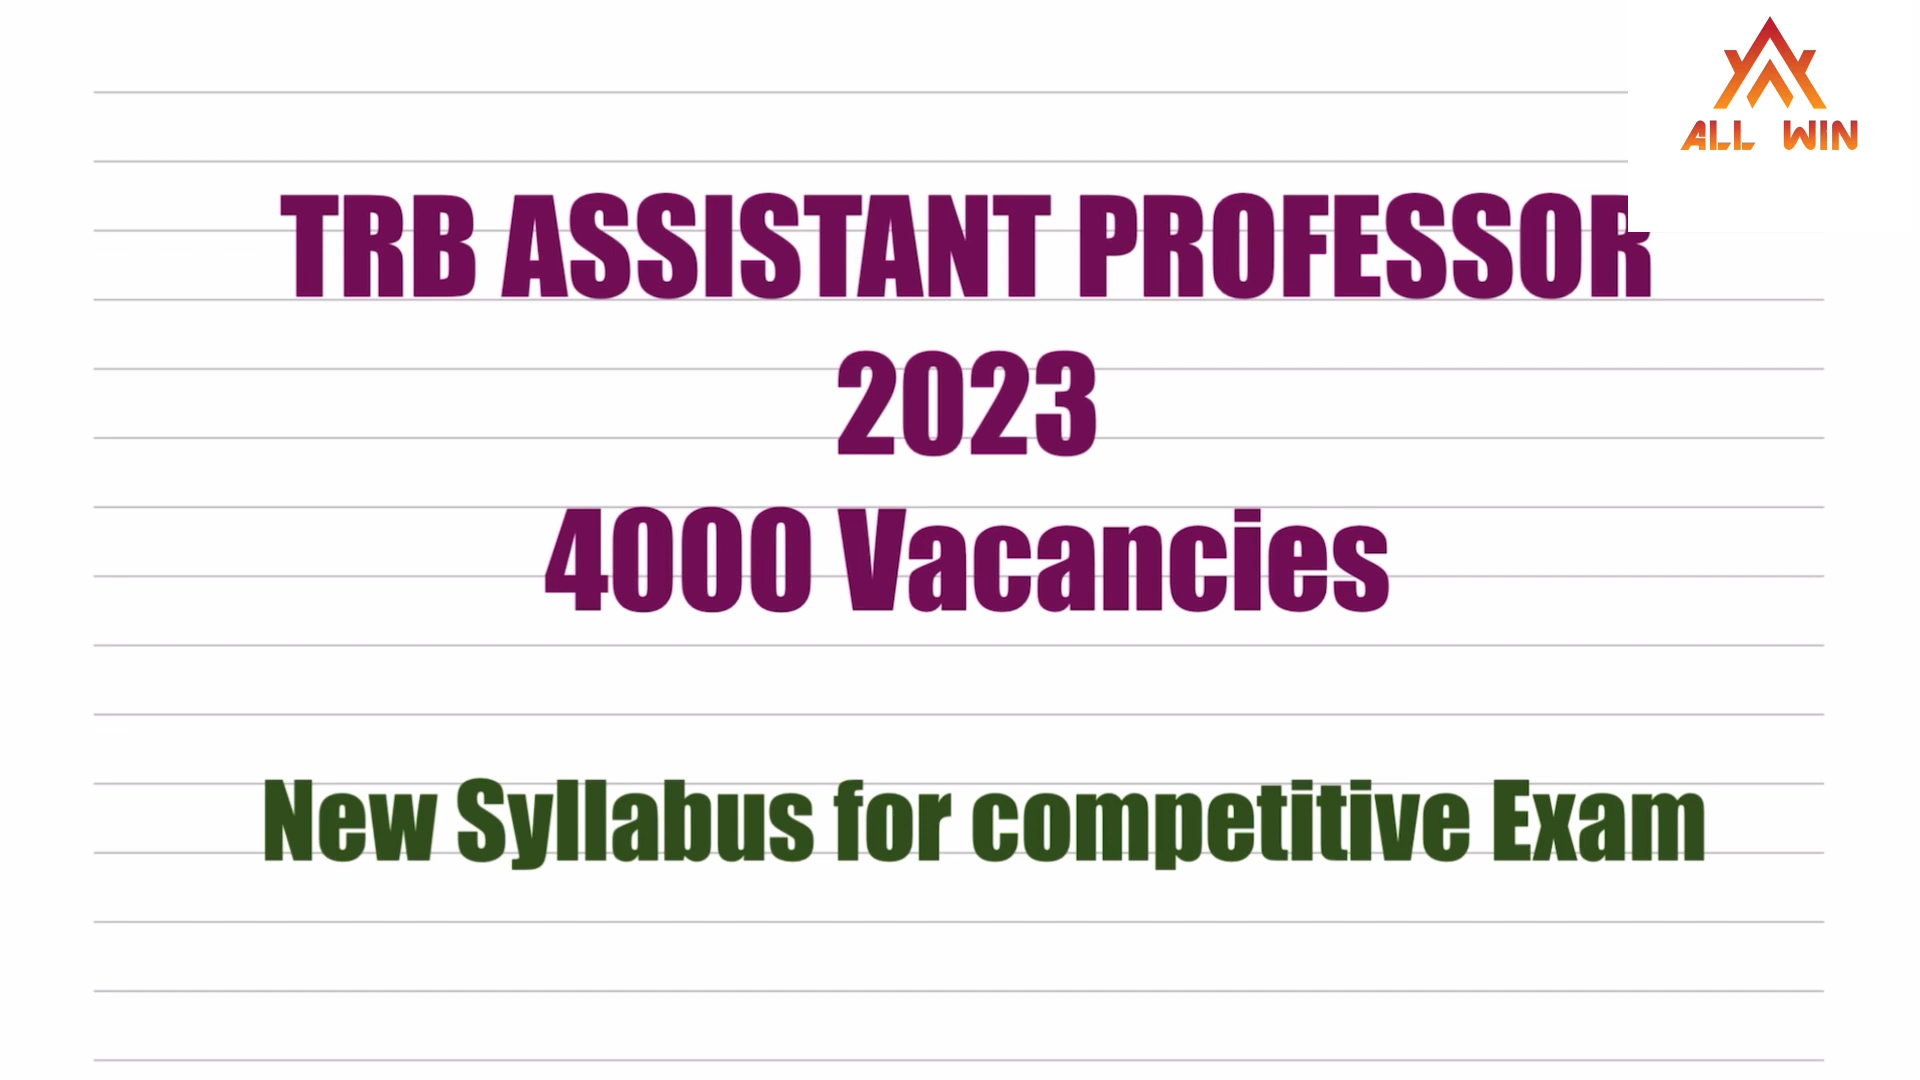 ALL WIN
TRB ASSISTANT PROFESSOR
2023
4000 Vacancies
New Syllabus for competitive Exam